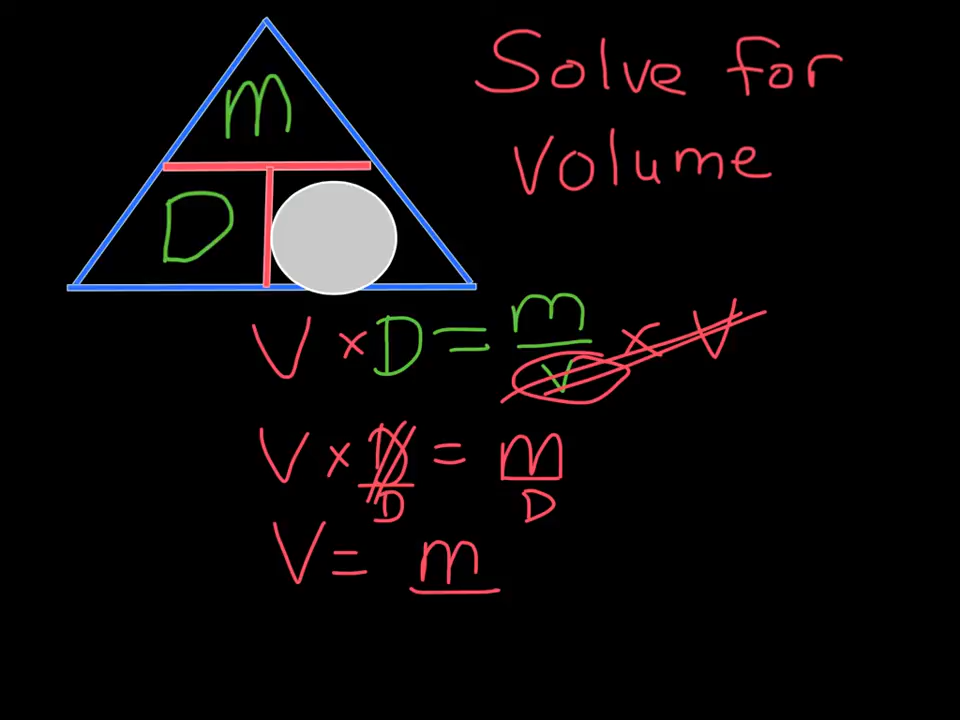 m
Solve for
Volume
D
V × D = m/V × V
V × D/D = m/D
V = m